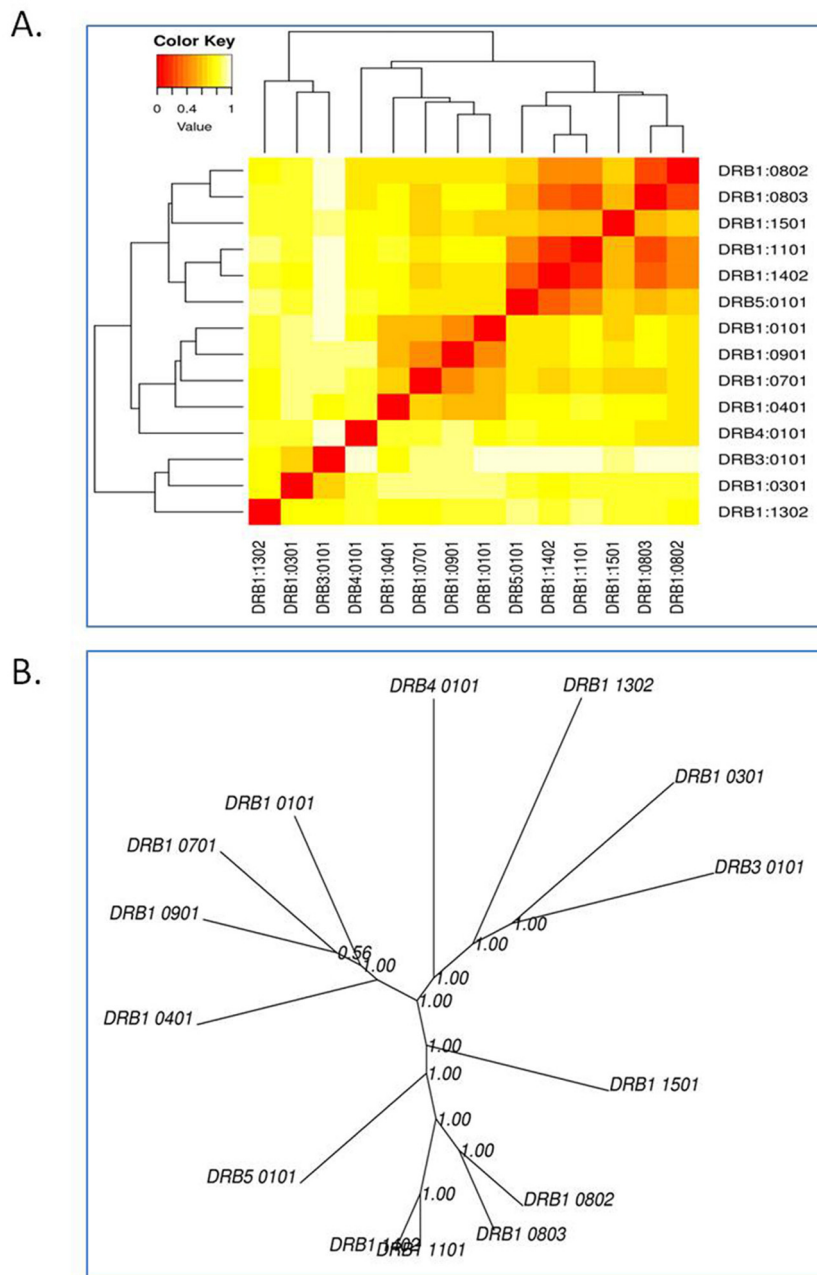 A.
Color Key
0 0.4 1
Value
DRB1:0802
DRB1:0803
DRB1:1501
DRB1:1101
DRB1:1402
DRB5:0101
DRB1:0101
DRB1:0901
DRB1:0701
DRB1:0401
DRB4:0101
DRB3:0101
DRB1:0301
DRB1:1302
DRB1:1302
DRB1:0301
DRB3:0101
DRB4:0101
DRB1:0401
DRB1:0701
DRB1:0901
DRB1:0101
DRB5:0101
DRB1:1402
DRB1:1101
DRB1:1501
DRB1:0803
DRB1:0802
B.
DRB4 0101
DRB1 1302
DRB1 0301
DRB1 0101
DRB1 0701
DRB3 0101
DRB1 0901
1.00
1.00
0.56
1.00
1.00
1.00
DRB1 0401
1.00
1.00
DRB1 1501
1.00
1.00
DRB5 0101
1.00
DRB1 0802
DRB1 0803
DRB1 1402
DRB1 1101